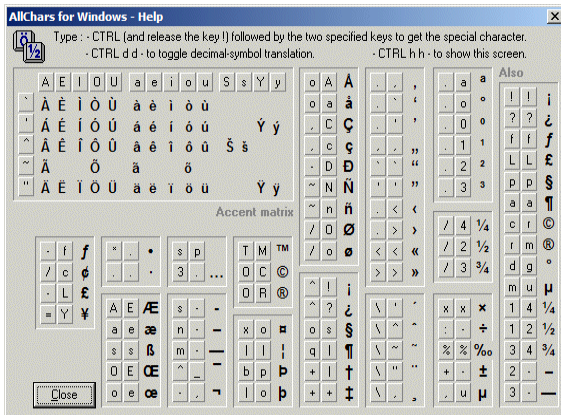 AllChars for Windows - Help
Type : - CTRL (and release the key !) followed by the two specified keys to get the special character.
- CTRL d d - to toggle decimal-symbol translation. - CTRL h h - to show this screen.
A E I O U a e i o u S s Y y
` À È Ì Ò Ù à è ì ò ù
' Á É Í Ó Ú á é í ó ú Ý ý
^ Â Ê Î Ô Û â ê î ô û Š š
~ Ã Õ ã õ
" Ä Ë Ï Ö Ü ä ë ï ö ü Ÿ ÿ
Accent matrix
o A Å
o a å
, C Ç
, c ç
- D Ð
~ N Ñ
~ n ñ
/ O Ø
/ o ø
. , ‚
. ' ‘
' ' ’
, , „
` ` “
" "
. < ‹
. > ›
< < «
> > »
. a ª
. o º
. 0 ⁰
. 1 ¹
. 2 ²
. 3 ³
/ 4 ¼
/ 2 ½
/ 3 ¾
Also
! ! ¡
? ? ¿
f f ƒ
L L £
p p §
a a ¶
c r ©
r m ®
d g °
m u µ
1 4 ¼
1 2 ½
3 4 ¾
2 - –
3 - —
- f ƒ
/ c ¢
- L £
= Y ¥
* . •
. . ·
s p
3 . …
T M ™
O C ©
O R ®
A E Æ
a e æ
s s ß
O E Œ
o e œ
s - -
n - –
m - —
^ _ ¯
- , ¬
x o ¤
| | ¦
b p Þ
l o þ
^ ! ¡
^ ? ¿
o s §
q | ¶
+ | †
+ + ‡
\ ' ´
\ ^ ˆ
\ ~ ˜
\ " ¨
\ , ¸
x x ×
: - ÷
% % ‰
+ - ±
, u µ
Close